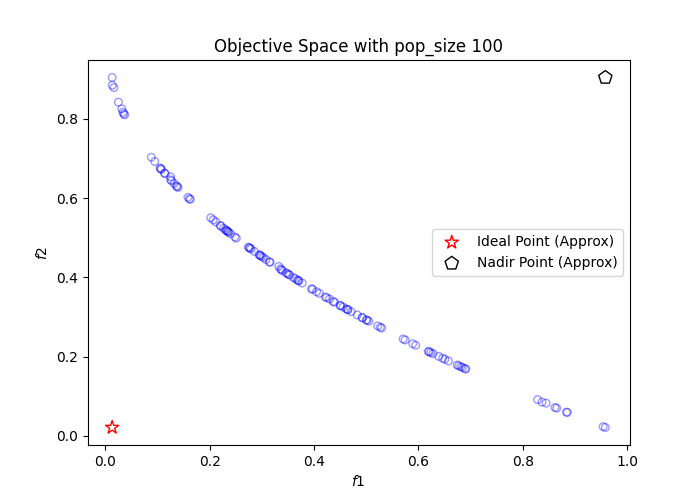 Objective Space with pop_size 100
f2
0.8
0.6
0.4
0.2
0.0
Ideal Point (Approx)
Nadir Point (Approx)
0.0 0.2 0.4 0.6 0.8 1.0
f1